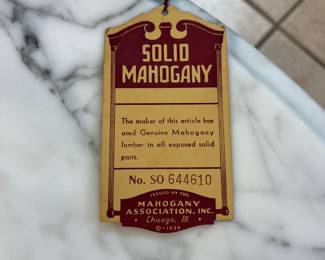 SOLID
MAHOGANY
The maker of this article has
used Genuine Mahogany
lumber in all exposed solid
parts.
No. SO 644610
ISSUED BY THE
MAHOGANY
ASSOCIATION, INC.
Chicago, Ill.
©-1938